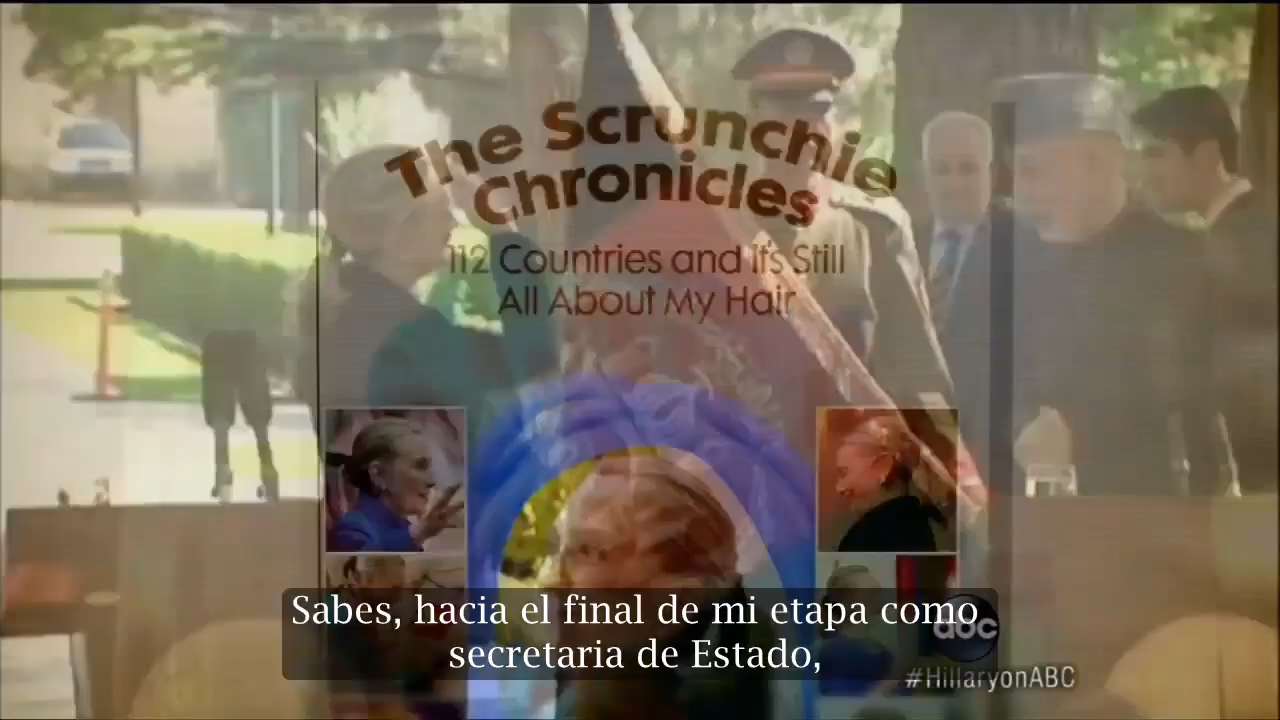 The Scrunchie
Chronicles
112 Countries and It's Still
All About My Hair
Sabes, hacia el final de mi etapa como
secretaria de Estado,
abc
#HillaryonABC